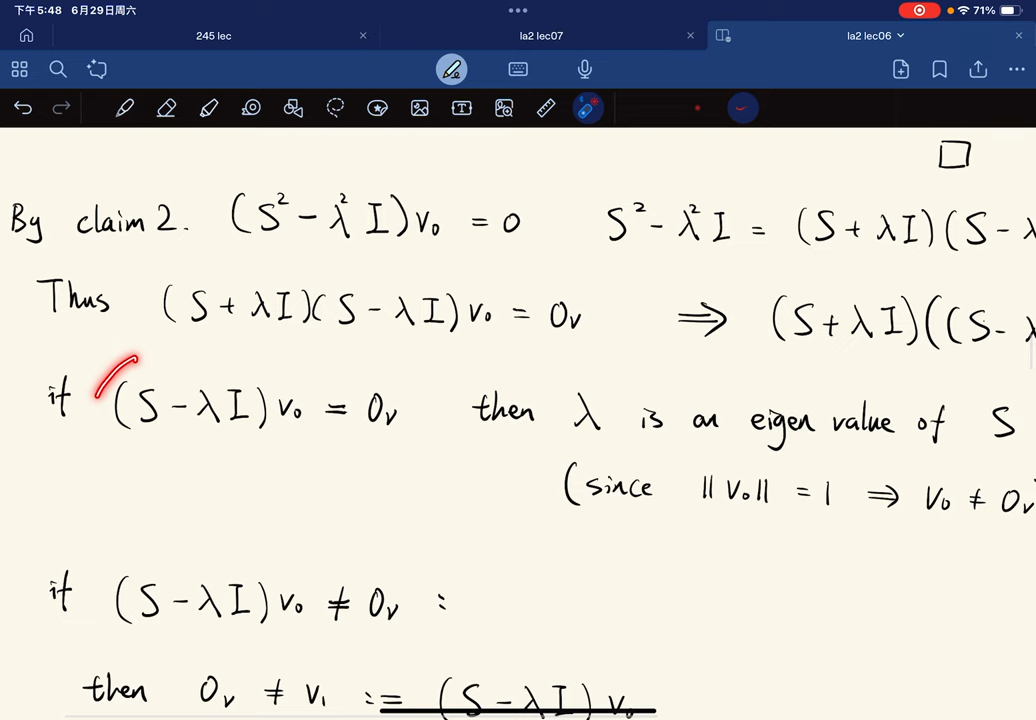 下午5:48 6月29日周六
71%
245 lec
la2 lec07
la2 lec06
By claim 2. (S² - λ² I) v₀ = 0 S² - λ² I = (S + λI)(S - λ
Thus (S + λI)(S - λI) v₀ = 0ᵥ ⟹ (S + λI)((S - λ
if (S - λI) v₀ = 0ᵥ then λ is an eigen value of S
(since ‖v₀‖ = 1 ⟹ v₀ ≠ 0ᵥ
if (S - λI) v₀ ≠ 0ᵥ :
then 0ᵥ ≠ v₁ := (S - λI) v₀